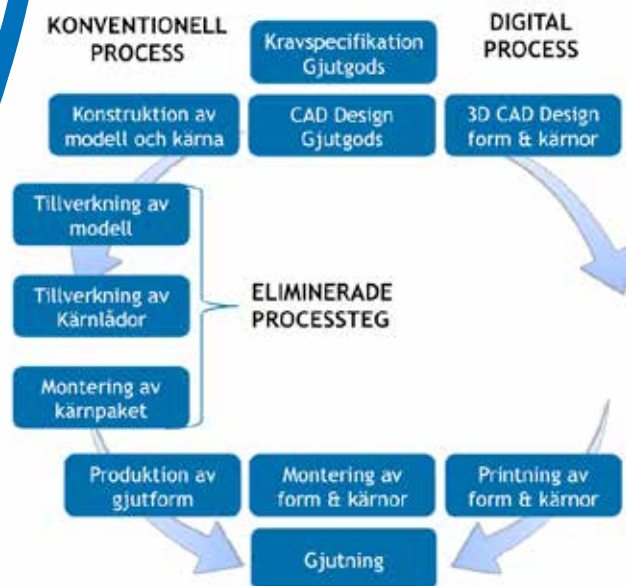 KONVENTIONELL
PROCESS
Kravspecifikation
Gjutgods
DIGITAL
PROCESS
Konstruktion av
modell och kärna
CAD Design
Gjutgods
3D CAD Design
form & kärnor
Tillverkning av
modell
Tillverkning av
Kärnlådor
Montering av
kärnpaket
ELIMINERADE
PROCESSTEG
Produktion av
gjutform
Montering av
form & kärnor
Printning av
form & kärnor
Gjutning